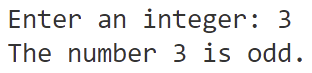 Enter an integer: 3
The number 3 is odd.